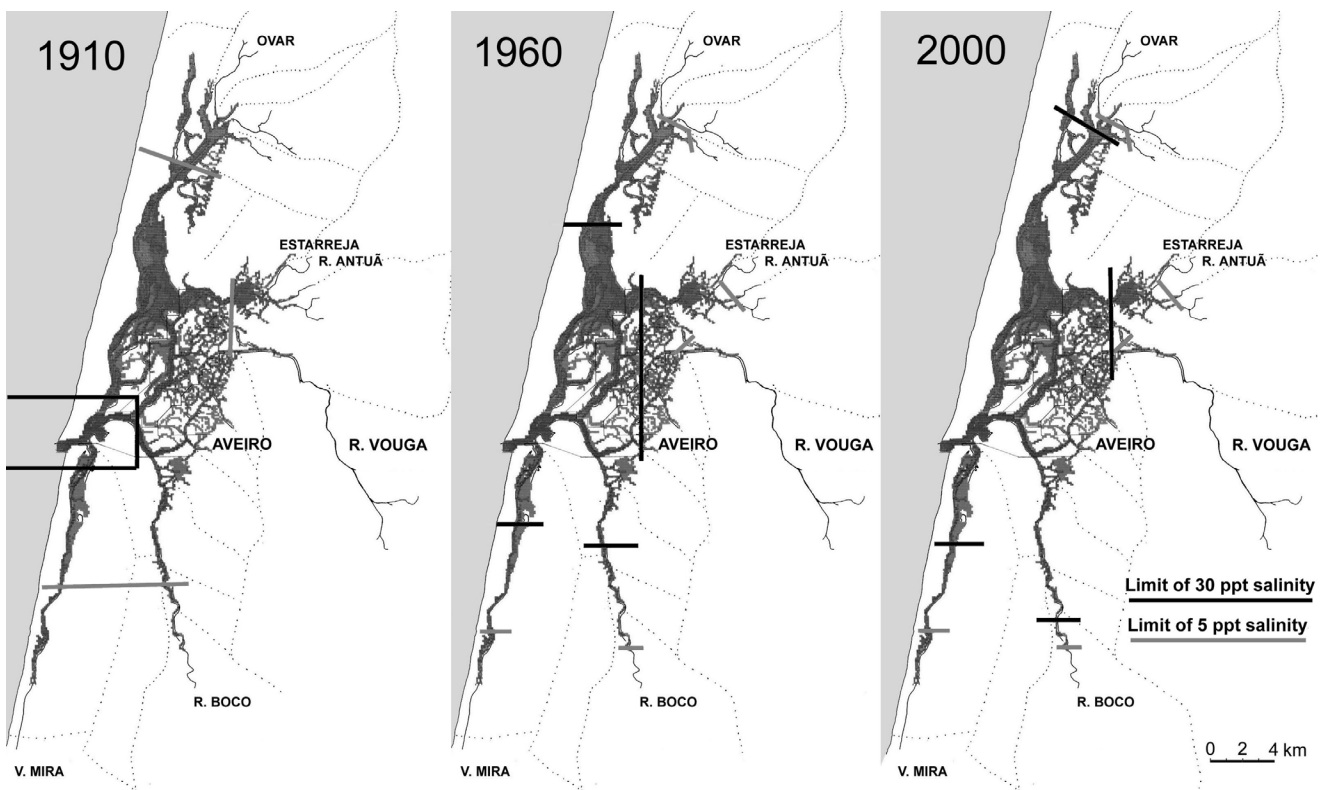 1910
OVAR
ESTARREJA
R. ANTUÃ
AVEIRO
R. VOUGA
R. BOCO
V. MIRA
1960
OVAR
ESTARREJA
R. ANTUÃ
AVEIRO
R. VOUGA
R. BOCO
V. MIRA
2000
OVAR
ESTARREJA
R. ANTUÃ
AVEIRO
R. VOUGA
Limit of 30 ppt salinity
Limit of 5 ppt salinity
R. BOCO
0 2 4 km
V. MIRA